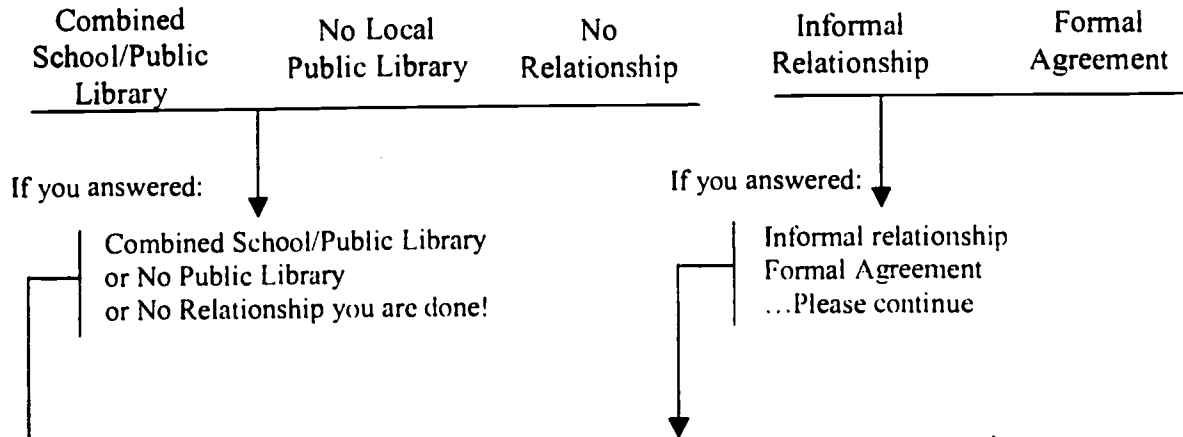 Combined
School/Public
Library
No Local
Public Library
No
Relationship
Informal
Relationship
Formal
Agreement
If you answered:
Combined School/Public Library
or No Public Library
or No Relationship you are done!
If you answered:
Informal relationship
Formal Agreement
...Please continue